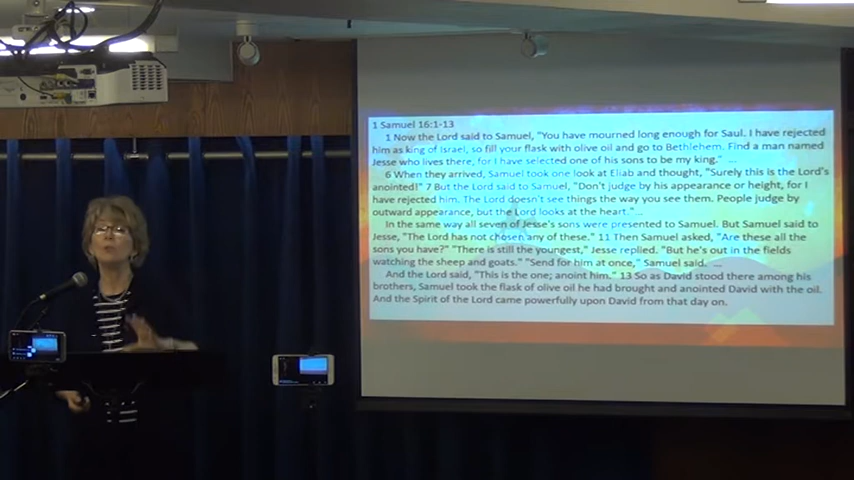 1 Samuel 16:1-13
1 Now the Lord said to Samuel, "You have mourned long enough for Saul. I have rejected
him as king of Israel, so fill your flask with olive oil and go to Bethlehem. Find a man named
Jesse who lives there, for I have selected one of his sons to be my king." ...
6 When they arrived, Samuel took one look at Eliab and thought, "Surely this is the Lord's
anointed!" 7 But the Lord said to Samuel, "Don't judge by his appearance or height, for I
have rejected him. The Lord doesn't see things the way you see them. People judge by
outward appearance, but the Lord looks at the heart."...
In the same way all seven of Jesse's sons were presented to Samuel. But Samuel said to
Jesse, "The Lord has not chosen any of these." 11 Then Samuel asked, "Are these all the
sons you have?" "There is still the youngest," Jesse replied. "But he's out in the fields
watching the sheep and goats." "Send for him at once," Samuel said. ...
And the Lord said, "This is the one; anoint him." 13 So as David stood there among his
brothers, Samuel took the flask of olive oil he had brought and anointed David with the oil.
And the Spirit of the Lord came powerfully upon David from that day on.